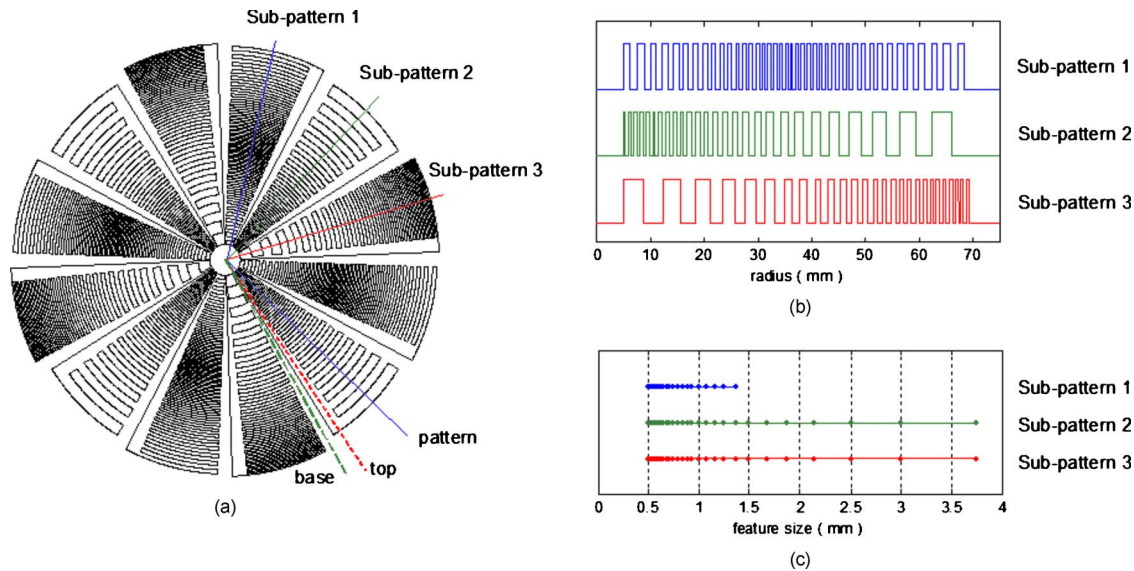 Sub-pattern 1
Sub-pattern 2
Sub-pattern 3
pattern
top
base
(a)
Sub-pattern 1
Sub-pattern 2
Sub-pattern 3
0 10 20 30 40 50 60 70
radius ( mm )
(b)
Sub-pattern 1
Sub-pattern 2
Sub-pattern 3
0 0.5 1 1.5 2 2.5 3 3.5 4
feature size ( mm )
(c)